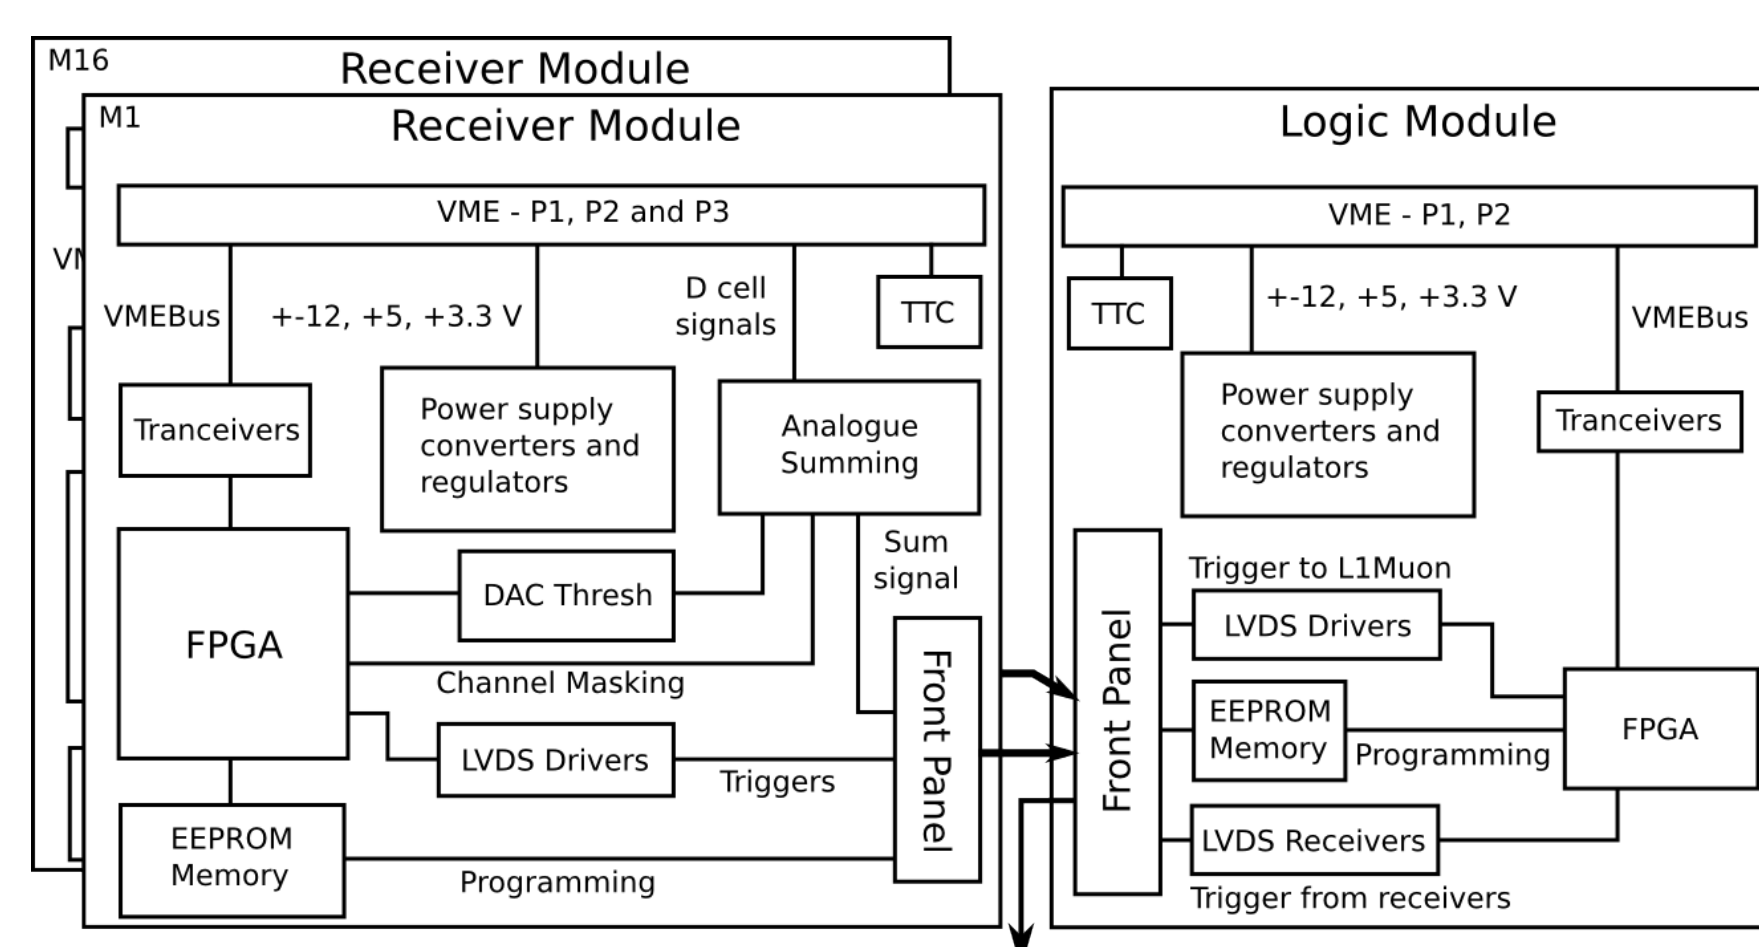 M16
Receiver Module
M1
Receiver Module
VME - P1, P2 and P3
VMEBus
+-12, +5, +3.3 V
D cell
signals
TTC
Tranceivers
Power supply
converters and
regulators
Analogue
Summing
Sum
signal
DAC Thresh
FPGA
Channel Masking
LVDS Drivers
Triggers
Front Panel
EEPROM
Memory
Programming
Logic Module
VME - P1, P2
TTC
+-12, +5, +3.3 V
VMEBus
Power supply
converters and
regulators
Tranceivers
Front Panel
Trigger to L1Muon
LVDS Drivers
EEPROM
Memory
Programming
FPGA
LVDS Receivers
Trigger from receivers